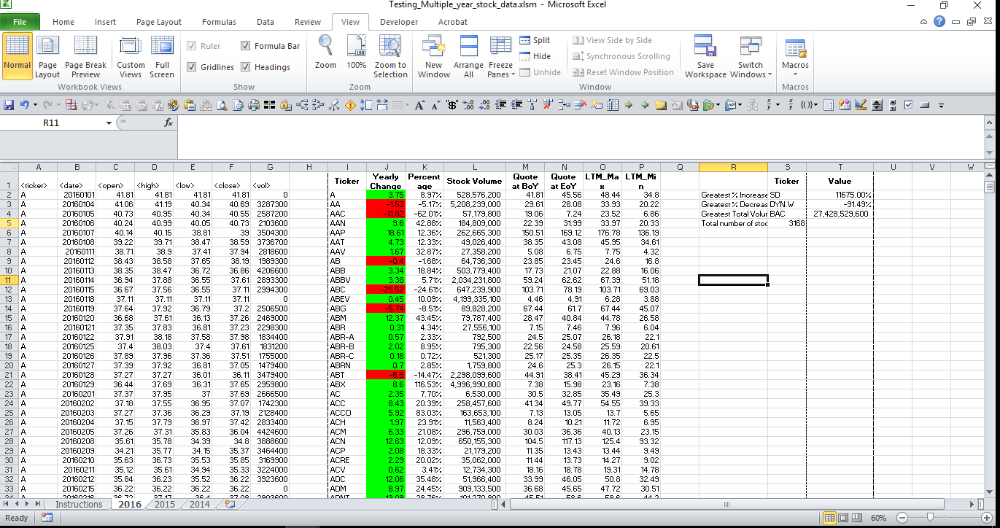 Testing_Multiple_year_stock_data.xlsm - Microsoft Excel
File Home Insert Page Layout Formulas Data Review View Developer Acrobat
Normal Page Layout Page Break Preview Custom Views Full Screen Ruler Formula Bar Gridlines Headings Zoom 100% Zoom to Selection New Window Arrange All Freeze Panes Split Hide Unhide View Side by Side Synchronous Scrolling Reset Window Position Save Workspace Switch Windows Macros
Workbook Views Show Zoom Window Macros
R11 fx
A B C D E F G H I J K L M N O P Q R S T U V W
1 <ticker> <date> <open> <high> <low> <close> <vol> Ticker Yearly Change Percent age Stock Volume Quote at BoY Quote at EoY LTM_Ma x LTM_Mi n Ticker Value
2 A 20160101 41.81 41.81 41.81 41.81 0 A 3.75 8.97% 528,576,200 41.81 45.56 48.44 34.8 Greatest % Increase SD 11675.00%
3 A 20160104 41.06 41.19 40.34 40.69 3287300 AA -1.53 -5.17% 5,208,239,000 29.61 28.08 33.93 20.22 Greatest % Decreas DYN.W -91.49%
4 A 20160105 40.73 40.95 40.34 40.55 2587200 AAC -11.82 -62.01% 57,179,800 19.06 7.24 23.52 6.86 Greatest Total Volur BAC 27,428,529,600
5 A 20160106 40.24 40.99 40.05 40.73 2103600 AAN 9.6 42.88% 184,809,000 22.39 31.99 33.97 20.33 Total number of stoc 3168
6 A 20160107 40.14 40.15 38.81 39 3504300 AAP 18.61 12.36% 262,665,300 150.51 169.12 176.78 136.19
7 A 20160108 39.22 39.71 38.47 38.59 3736700 AAT 4.73 12.33% 49,026,400 38.35 43.08 45.95 34.61
8 A 20160111 38.71 38.9 37.41 37.94 2818600 AAV 1.67 32.87% 27,358,200 5.08 6.75 7.75 4.32
9 A 20160112 38.43 38.58 37.65 38.19 1989300 AB -0.4 -1.68% 64,736,300 23.85 23.45 24.6 16.8
10 A 20160113 38.35 38.47 36.72 36.86 4206600 ABB 3.34 18.84% 503,779,400 17.73 21.07 22.88 16.06
11 A 20160114 36.94 37.88 36.55 37.61 2893300 ABBV 3.38 5.71% 2,034,231,800 59.24 62.62 67.39 51.18
12 A 20160115 36.67 37.56 36.55 37.11 2994300 ABC -25.52 -24.61% 647,239,900 103.71 78.19 103.71 69.03
13 A 20160118 37.11 37.11 37.11 37.11 0 ABEV 0.45 10.09% 4,199,335,100 4.46 4.91 6.28 3.88
14 A 20160119 37.64 37.92 36.79 37.2 2506500 ABG -5.74 -8.51% 89,828,200 67.44 61.7 67.44 45.07
15 A 20160120 36.68 37.61 36.13 37.26 2469000 ABM 12.37 43.45% 79,787,400 28.47 40.84 44.78 26.58
16 A 20160121 37.35 37.83 36.81 37.23 2298300 ABR 0.31 4.34% 27,556,100 7.15 7.46 7.96 6.04
17 A 20160122 37.91 38.18 37.58 37.98 1834400 ABR-A 0.57 2.33% 792,500 24.5 25.07 26.18 22.1
18 A 20160125 37.4 38.03 37.4 37.61 1831200 ABR-B 2.02 8.95% 795,300 22.56 24.58 25.59 20.61
19 A 20160126 37.89 37.96 37.36 37.51 1755000 ABR-C 0.18 0.72% 521,300 25.17 25.35 26.35 22.5
20 A 20160127 37.39 37.92 36.81 37.05 1479400 ABRN 0.7 2.85% 1,759,800 24.6 25.3 26.15 22.1
21 A 20160128 37.27 37.27 36.01 36.11 3479400 ABT -6.5 -14.47% 2,298,099,600 44.91 38.41 45.29 36.34
22 A 20160129 36.44 37.69 36.31 37.65 2959800 ABX 8.6 116.53% 4,996,990,800 7.38 15.98 23.16 7.38
23 A 20160201 37.37 37.95 37 37.69 2666500 AC 2.35 7.70% 6,530,000 30.5 32.85 35.49 25.3
24 A 20160202 37.18 37.55 36.95 37.07 1742300 ACC 8.43 20.39% 258,457,600 41.34 49.77 54.55 39.33
25 A 20160203 37.27 37.36 36.29 37.19 2128400 ACCO 5.92 83.03% 163,653,100 7.13 13.05 13.7 5.65
26 A 20160204 37.15 37.79 36.97 37.42 2833400 ACH 1.97 23.91% 11,563,400 8.24 10.21 11.72 6.95
27 A 20160205 37.26 37.31 35.83 36.04 4424600 ACM 6.33 21.08% 296,759,000 30.03 36.36 40.13 23.15
28 A 20160208 35.61 35.78 34.39 34.8 3888600 ACN 12.63 12.09% 650,155,300 104.5 117.13 125.4 93.32
29 A 20160209 34.21 35.77 34.15 35.37 3464400 ACP 2.08 18.33% 21,179,200 11.35 13.43 13.44 9.49
30 A 20160210 35.63 36.73 35.53 35.85 3169900 ACRE 2.29 20.02% 35,062,000 11.44 13.73 14.27 9.02
31 A 20160211 35.12 35.61 34.94 35.33 3224000 ACV 0.62 3.41% 12,734,300 18.16 18.78 19.31 14.78
32 A 20160212 35.84 36.23 35.52 36.22 3923600 ADC 12.06 35.48% 51,966,400 33.99 46.05 50.8 32.49
33 A 20160215 36.22 36.22 36.22 36.22 0 ADM 8.97 24.45% 909,133,500 36.68 45.65 47.72 30.51
Instructions 2016 2015 2014
Ready 60%